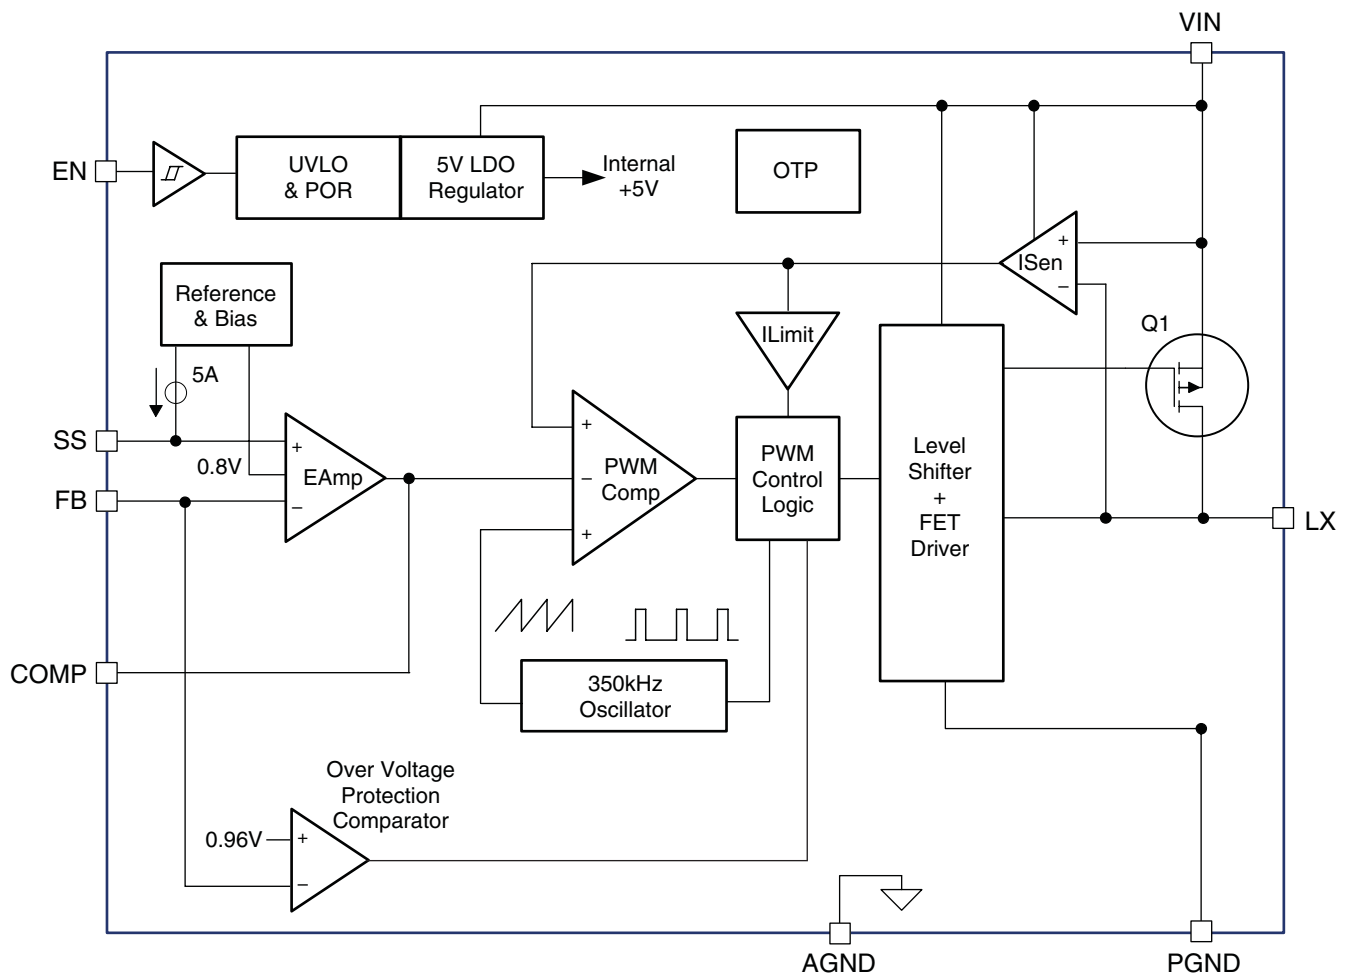 VIN
EN
UVLO
& POR
5V LDO
Regulator
Internal
+5V
OTP
+
ISen
–
Reference
& Bias
ILimit
Q1
5A
SS
+
0.8V
EAmp
FB
–
+
PWM
Comp
–
+
PWM
Control
Logic
Level
Shifter
+
FET
Driver
LX
COMP
350kHz
Oscillator
Over Voltage
Protection
Comparator
0.96V
+
–
AGND
PGND